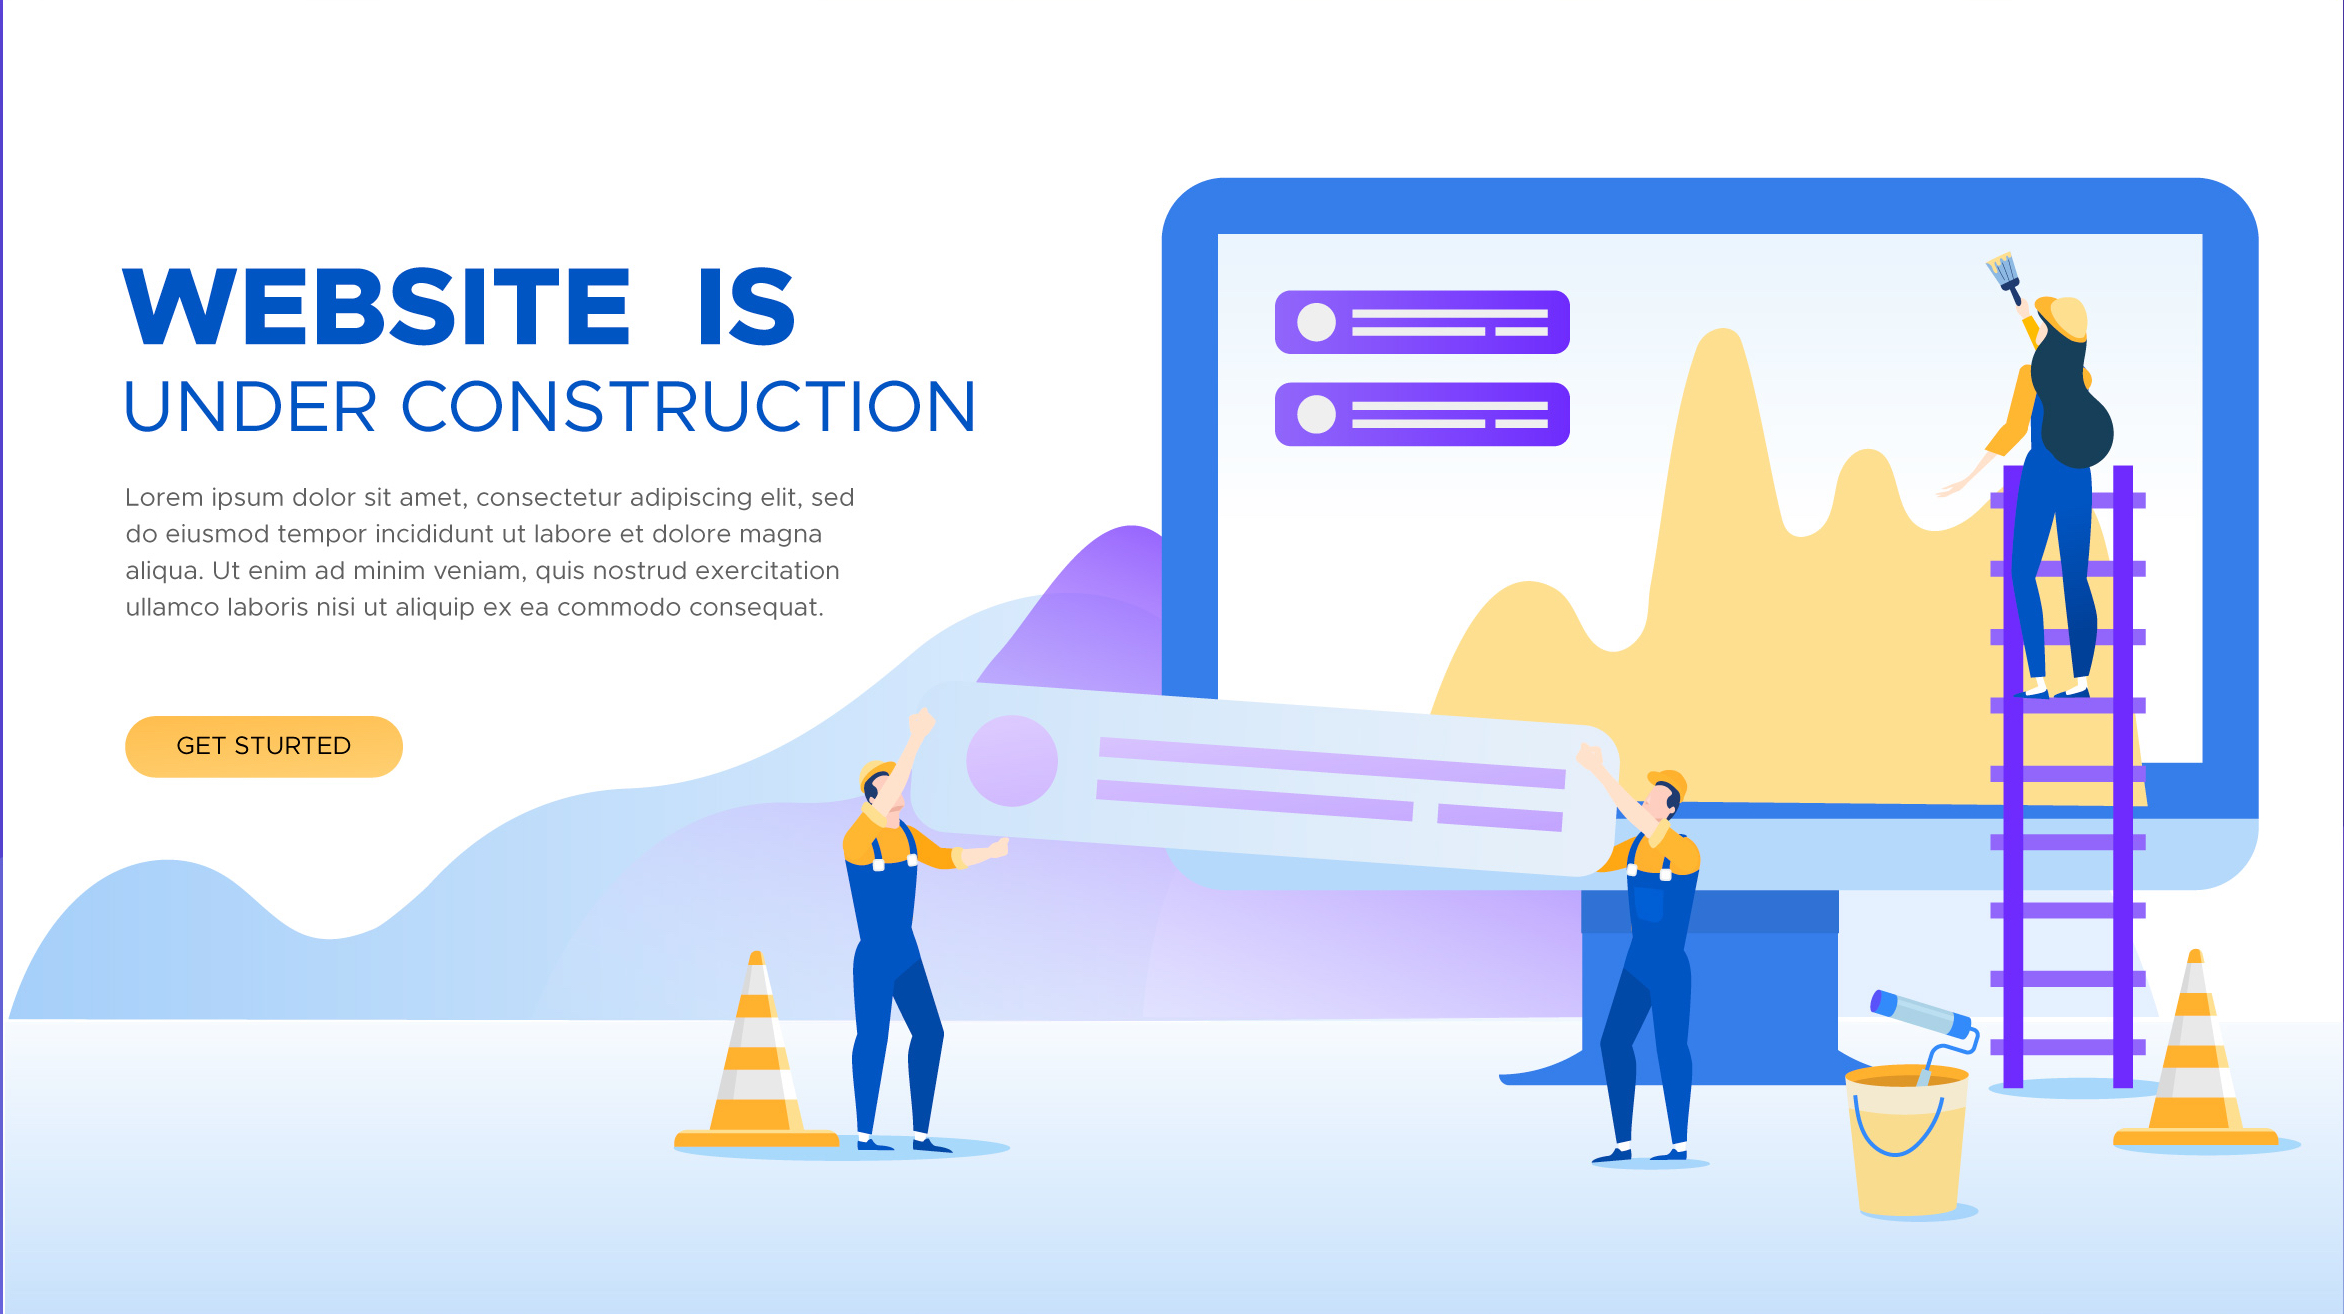 WEBSITE IS
UNDER CONSTRUCTION
Lorem ipsum dolor sit amet, consectetur adipiscing elit, sed
do eiusmod tempor incididunt ut labore et dolore magna
aliqua. Ut enim ad minim veniam, quis nostrud exercitation
ullamco laboris nisi ut aliquip ex ea commodo consequat.
GET STURTED